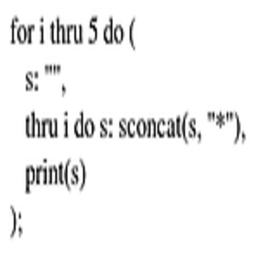 for i thru 5 do (
s: "",
thru i do s: sconcat(s, "*"),
print(s)
);